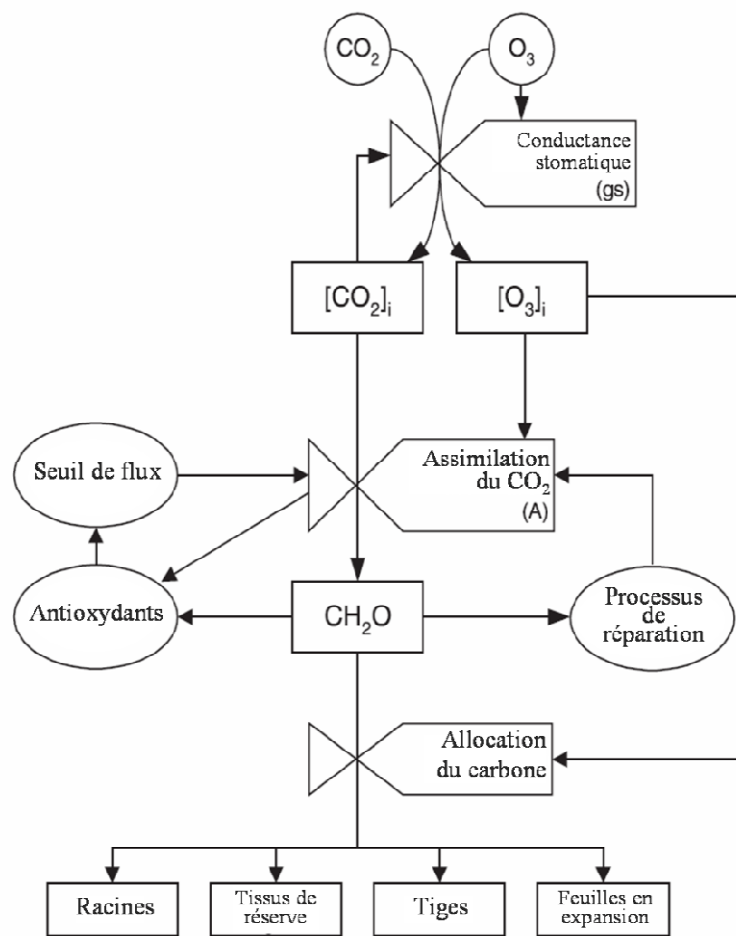 CO₂
O₃
Conductance
stomatique
(gs)
[CO₂]ᵢ
[O₃]ᵢ
Seuil de flux
Assimilation
du CO₂
(A)
Antioxydants
CH₂O
Processus
de
réparation
Allocation
du carbone
Racines
Tissus de
réserve
Tiges
Feuilles en
expansion